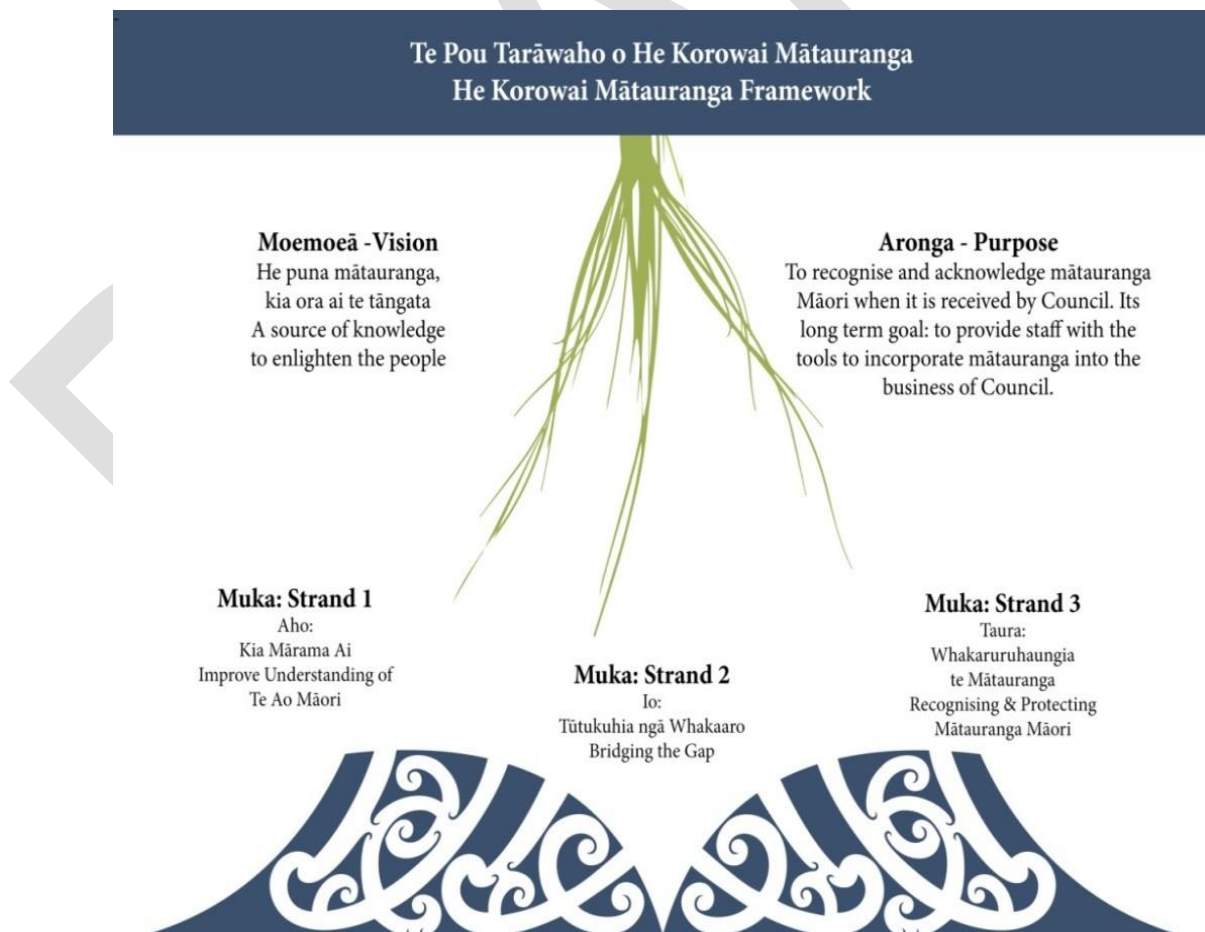 Te Pou Tarāwaho o He Korowai Mātauranga
He Korowai Mātauranga Framework
Moemoeā -Vision
He puna mātauranga,
kia ora ai te tāngata
A source of knowledge
to enlighten the people
Aronga - Purpose
To recognise and acknowledge mātauranga
Māori when it is received by Council. Its
long term goal: to provide staff with the
tools to incorporate mātauranga into the
business of Council.
Muka: Strand 1
Aho:
Kia Mārama Ai
Improve Understanding of
Te Ao Māori
Muka: Strand 2
Io:
Tūtukuhia ngā Whakaaro
Bridging the Gap
Muka: Strand 3
Taura:
Whakaruruhaungia
te Mātauranga
Recognising & Protecting
Mātauranga Māori